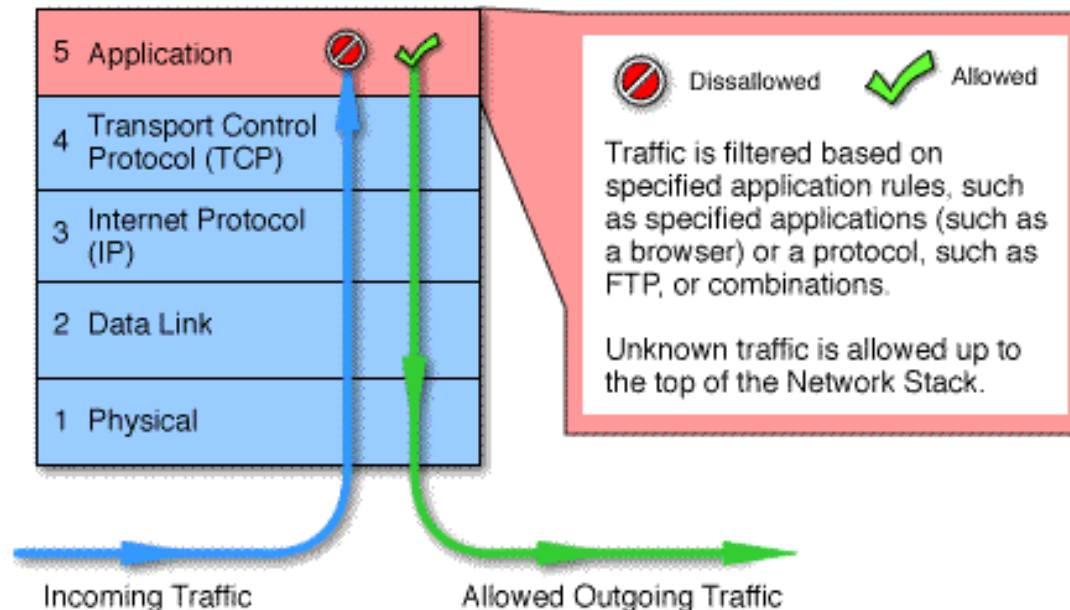 5 Application
4 Transport Control
Protocol (TCP)
3 Internet Protocol
(IP)
2 Data Link
1 Physical
Incoming Traffic
Allowed Outgoing Traffic
Dissallowed
Allowed
Traffic is filtered based on
specified application rules, such
as specified applications (such as
a browser) or a protocol, such as
FTP, or combinations.
Unknown traffic is allowed up to
the top of the Network Stack.